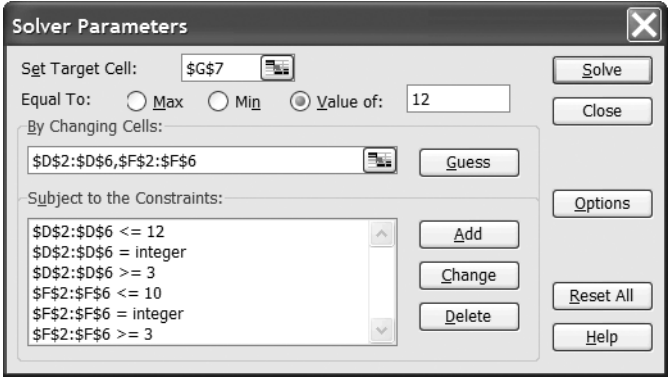 Solver Parameters
Set Target Cell: $G$7 Solve
Equal To: Max Min Value of: 12 Close
By Changing Cells:
$D$2:$D$6,$F$2:$F$6 Guess
Subject to the Constraints: Options
$D$2:$D$6 <= 12 Add
$D$2:$D$6 = integer
$D$2:$D$6 >= 3 Change
$F$2:$F$6 <= 10 Reset All
$F$2:$F$6 = integer Delete
$F$2:$F$6 >= 3 Help